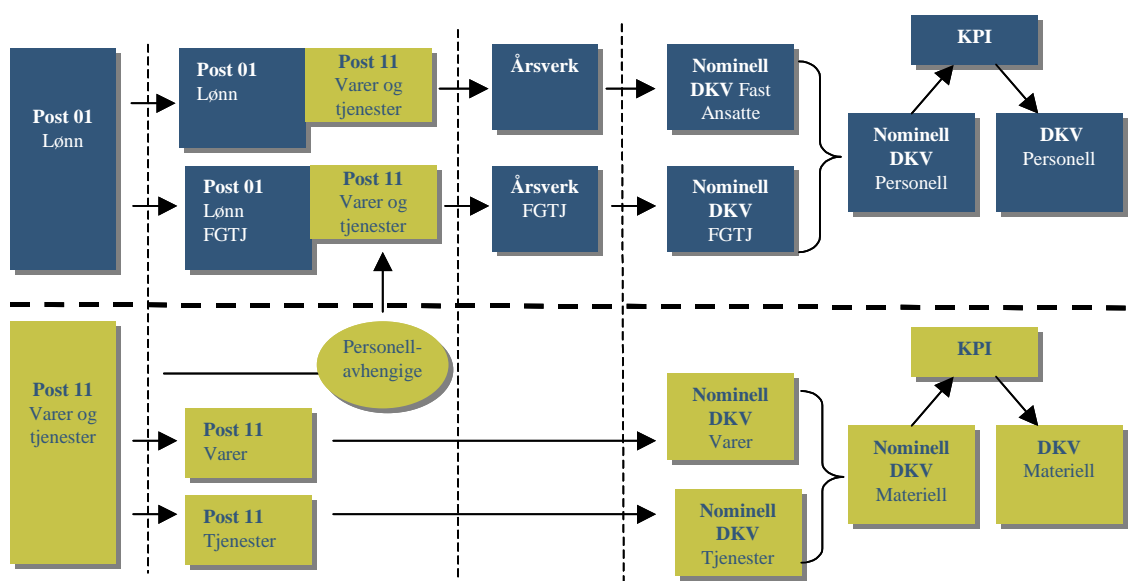 Post 01
Lønn
Post 01
Lønn
Post 11
Varer og
tjenester
Årsverk
Nominell
DKV Fast
Ansatte
KPI
Post 01
Lønn
FGTJ
Post 11
Varer og
tjenester
Årsverk
FGTJ
Nominell
DKV
FGTJ
Nominell
DKV
Personell
DKV
Personell
Post 11
Varer og
tjenester
Personell-
avhengige
Post 11
Varer
Post 11
Tjenester
Nominell
DKV
Varer
Nominell
DKV
Tjenester
KPI
Nominell
DKV
Materiell
DKV
Materiell